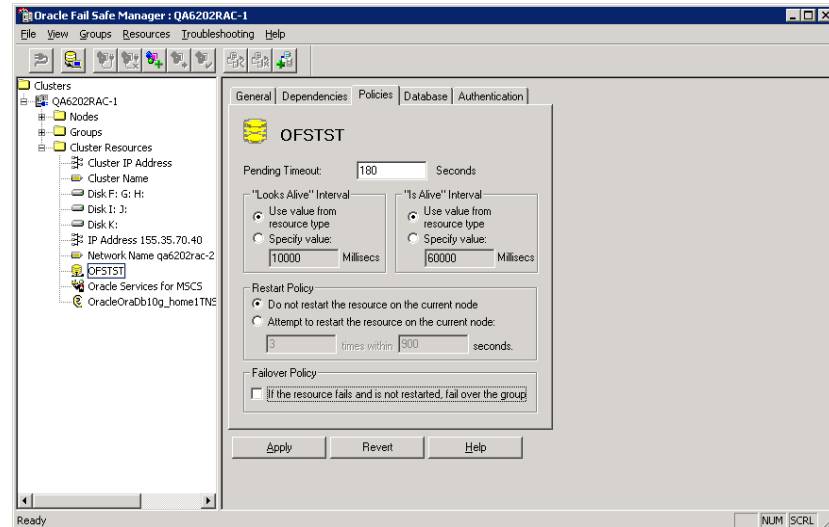 Oracle Fail Safe Manager : QA6202RAC-1
File View Groups Resources Troubleshooting Help
Clusters
QA6202RAC-1
Nodes
Groups
Cluster Resources
Cluster IP Address
Cluster Name
Disk F: G: H:
Disk I: J:
Disk K:
IP Address 155.35.70.40
Network Name qa6202rac-2
OFSTST
Oracle Services for MSCS
OracleOraDb10g_home1TNS
General Dependencies Policies Database Authentication
OFSTST
Pending Timeout: 180 Seconds
"Looks Alive" Interval
Use value from
resource type
Specify value:
10000 Millisecs
"Is Alive" Interval
Use value from
resource type
Specify value:
60000 Millisecs
Restart Policy
Do not restart the resource on the current node
Attempt to restart the resource on the current node:
3 times within 900 seconds.
Failover Policy
If the resource fails and is not restarted, fail over the group
Apply Revert Help
Ready
NUM SCRL